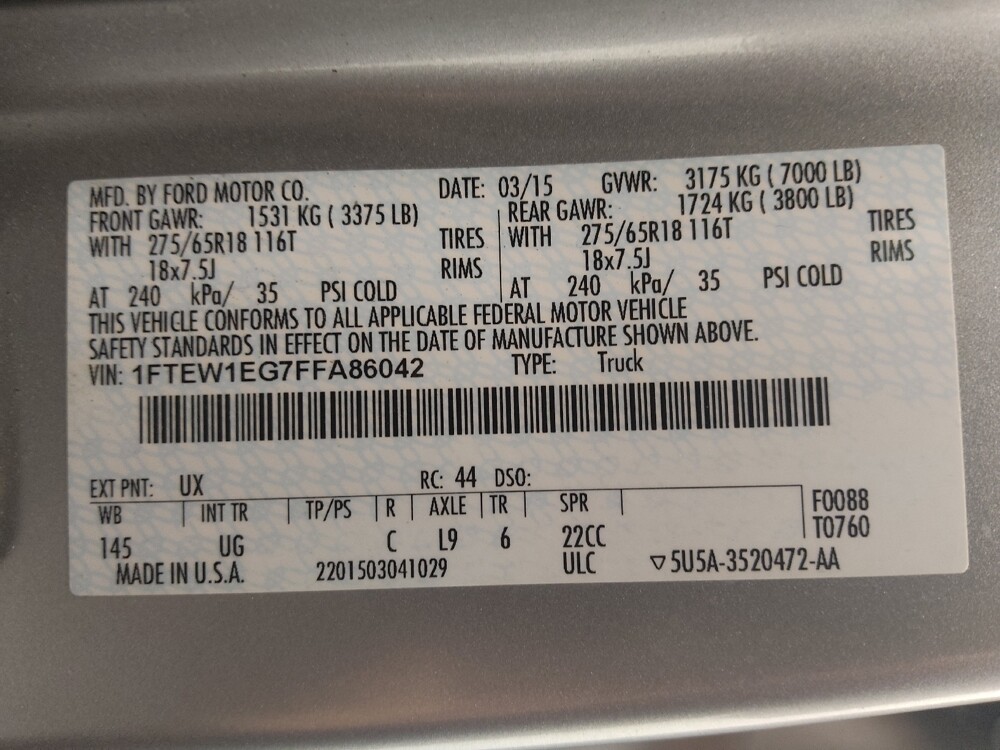 MFD. BY FORD MOTOR CO. DATE: 03/15 GVWR: 3175 KG ( 7000 LB)
FRONT GAWR: 1531 KG ( 3375 LB) REAR GAWR: 1724 KG ( 3800 LB)
WITH 275/65R18 116T TIRES WITH 275/65R18 116T TIRES
18x7.5J RIMS 18x7.5J RIMS
AT 240 kPa/ 35 PSI COLD AT 240 kPa/ 35 PSI COLD
THIS VEHICLE CONFORMS TO ALL APPLICABLE FEDERAL MOTOR VEHICLE
SAFETY STANDARDS IN EFFECT ON THE DATE OF MANUFACTURE SHOWN ABOVE.
VIN: 1FTEW1EG7FFA86042 TYPE: Truck
EXT PNT: UX RC: 44 DSO:
WB INT TR TP/PS R AXLE TR SPR F0088
145 UG C L9 6 22CC T0760
MADE IN U.S.A. 2201503041029 ULC ▽5U5A-3520472-AA